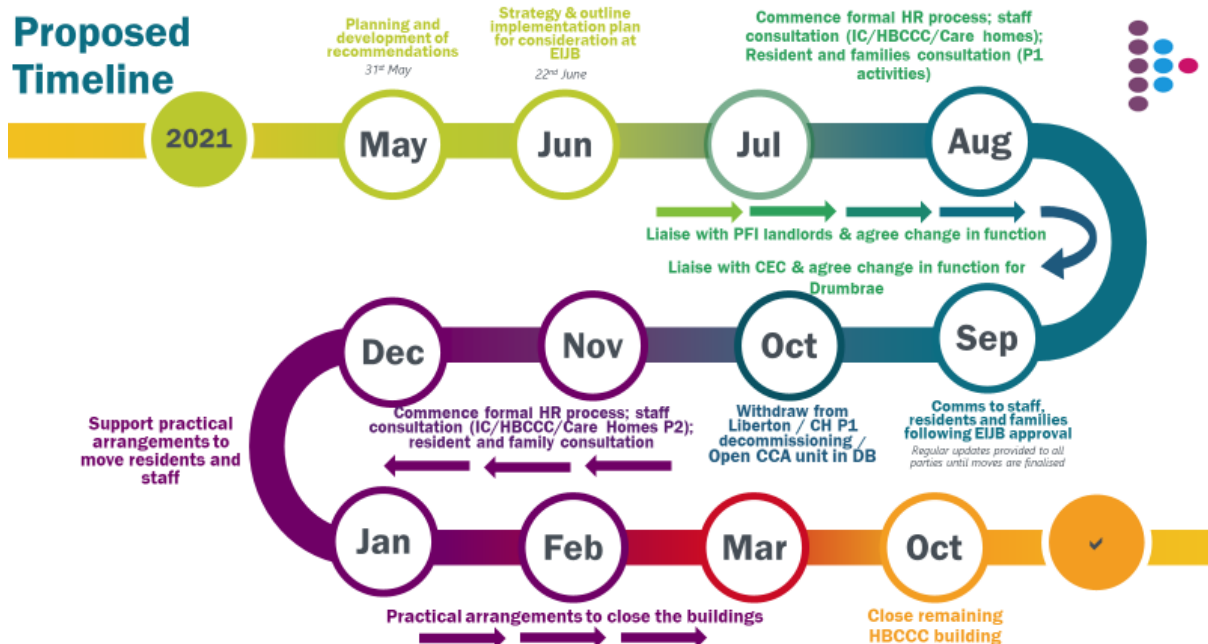 Proposed
Timeline
Planning and
development of
recommendations
31st May
Strategy & outline
implementation plan
for consideration at
EIJB
22nd June
Commence formal HR process; staff
consultation (IC/HBCCC/Care homes);
Resident and families consultation (P1
activities)
2021
May
Jun
Jul
Aug
Liaise with PFI landlords & agree change in function
Liaise with CEC & agree change in function for
Drumbrae
Dec
Nov
Oct
Sep
Support practical
arrangements to
move residents and
staff
Commence formal HR process; staff
consultation (IC/HBCCC/Care Homes P2);
resident and family consultation
Withdraw from
Liberton / CH P1
decommissioning /
Open CCA unit in DB
Comms to staff,
residents and families
following EIJB approval
Regular updates provided to all
parties until moves are finalised
Jan
Feb
Mar
Oct
Practical arrangements to close the buildings
Close remaining
HBCCC building